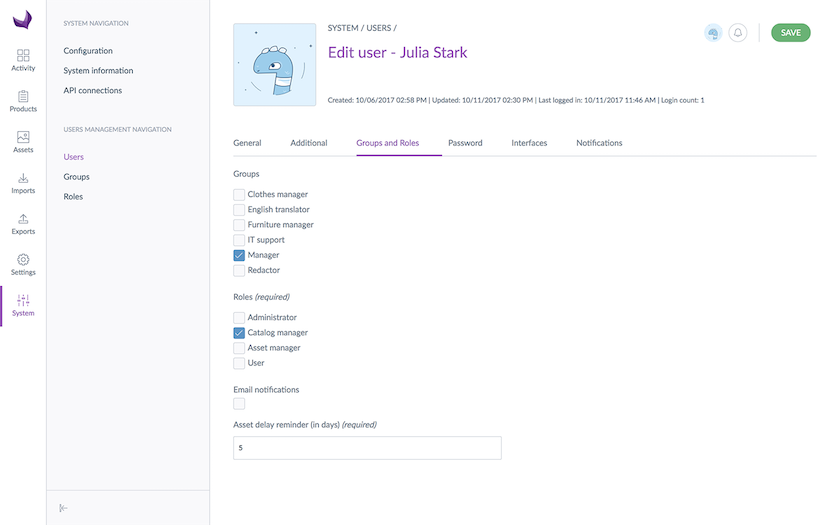 Activity
Products
Assets
Imports
Exports
Settings
System
SYSTEM NAVIGATION
Configuration
System information
API connections
USERS MANAGEMENT NAVIGATION
Users
Groups
Roles
SYSTEM / USERS /
Edit user - Julia Stark
SAVE
Created: 10/06/2017 02:58 PM | Updated: 10/11/2017 02:30 PM | Last logged in: 10/11/2017 11:46 AM | Login count: 1
General Additional Groups and Roles Password Interfaces Notifications
Groups
Clothes manager
English translator
Furniture manager
IT support
Manager
Redactor
Roles (required)
Administrator
Catalog manager
Asset manager
User
Email notifications
Asset delay reminder (in days) (required)
5